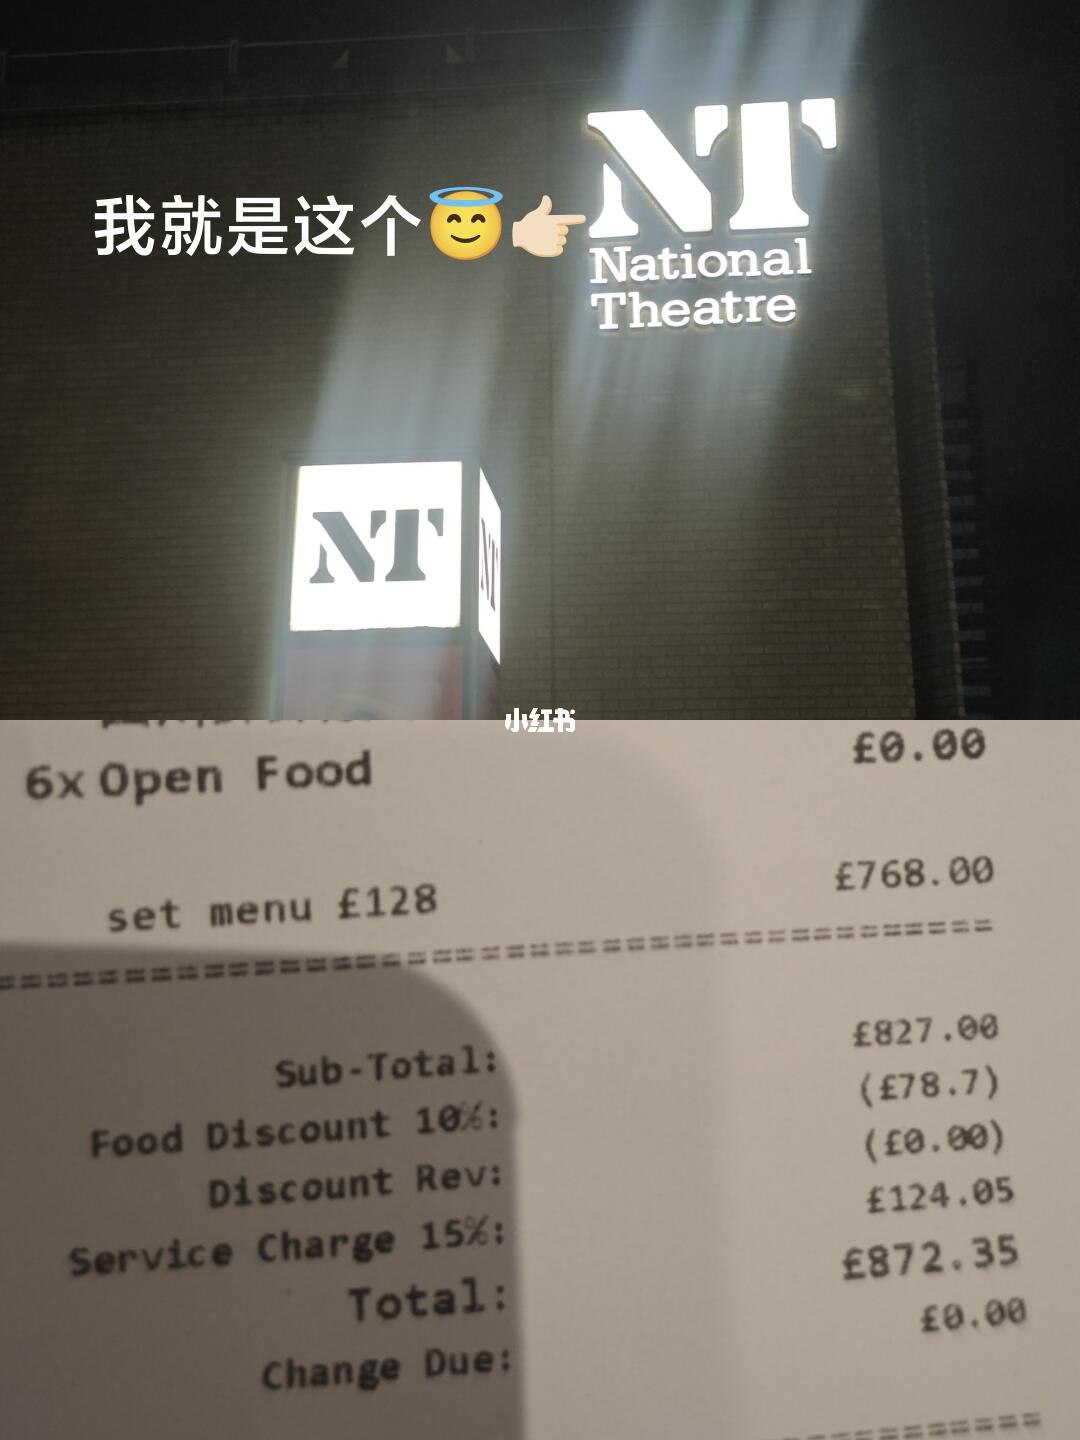 NT
我就是这个😇👉🏻
National
Theatre
NT
NT
小红书
£0.00
6x Open Food
set menu £128 £768.00
Sub-Total: £827.00
Food Discount 10%: (£78.7)
Discount Rev: (£0.00)
Service Charge 15%: £124.05
Total: £872.35
Change Due: £0.00